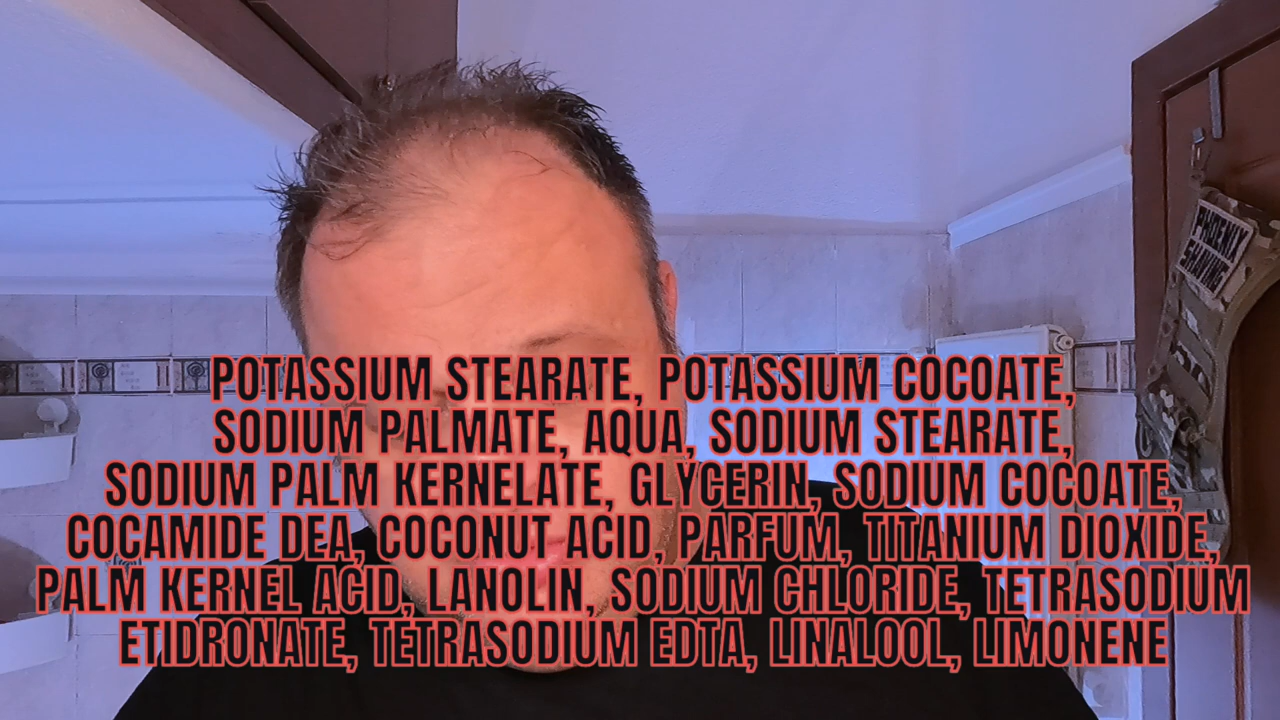 PHOENIX
SHAVING
POTASSIUM STEARATE, POTASSIUM COCOATE,
SODIUM PALMATE, AQUA, SODIUM STEARATE,
SODIUM PALM KERNELATE, GLYCERIN, SODIUM COCOATE,
COCAMIDE DEA, COCONUT ACID, PARFUM, TITANIUM DIOXIDE,
PALM KERNEL ACID, LANOLIN, SODIUM CHLORIDE, TETRASODIUM
ETIDRONATE, TETRASODIUM EDTA, LINALOOL, LIMONENE